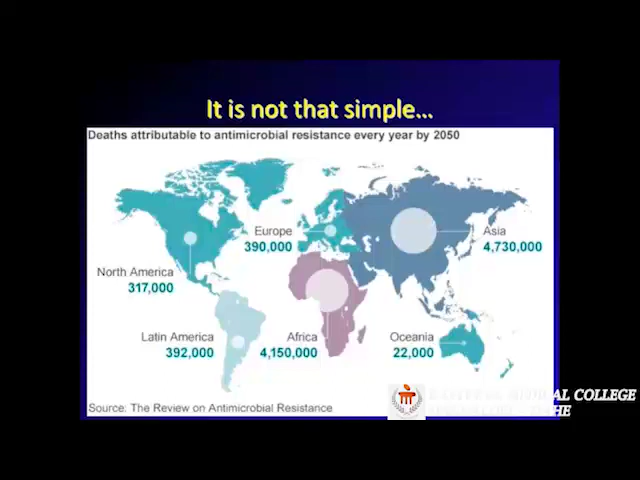 It is not that simple...
Deaths attributable to antimicrobial resistance every year by 2050
Europe
390,000
Asia
4,730,000
North America
317,000
Latin America
392,000
Africa
4,150,000
Oceania
22,000
Source: The Review on Antimicrobial Resistance
MEDICAL COLLEGE